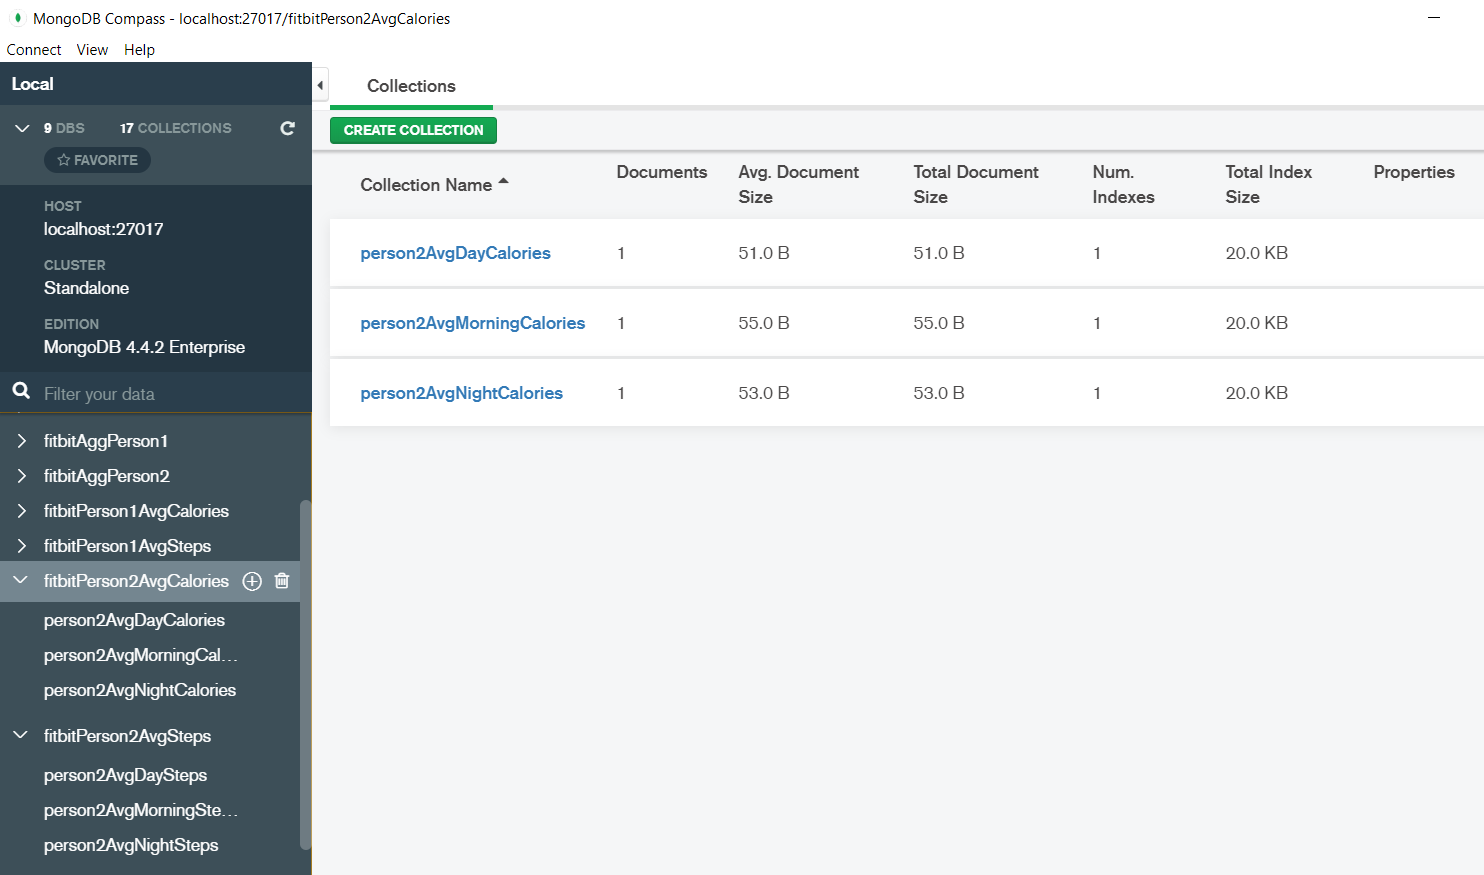 MongoDB Compass - localhost:27017/fitbitPerson2AvgCalories
Connect View Help
Local
9 DBS 17 COLLECTIONS
FAVORITE
HOST
localhost:27017
CLUSTER
Standalone
EDITION
MongoDB 4.4.2 Enterprise
Filter your data
fitbitAggPerson1
fitbitAggPerson2
fitbitPerson1AvgCalories
fitbitPerson1AvgSteps
fitbitPerson2AvgCalories
person2AvgDayCalories
person2AvgMorningCal...
person2AvgNightCalories
fitbitPerson2AvgSteps
person2AvgDaySteps
person2AvgMorningSte...
person2AvgNightSteps
Collections
CREATE COLLECTION
Collection Name Documents Avg. Document Size Total Document Size Num. Indexes Total Index Size Properties
person2AvgDayCalories 1 51.0 B 51.0 B 1 20.0 KB
person2AvgMorningCalories 1 55.0 B 55.0 B 1 20.0 KB
person2AvgNightCalories 1 53.0 B 53.0 B 1 20.0 KB